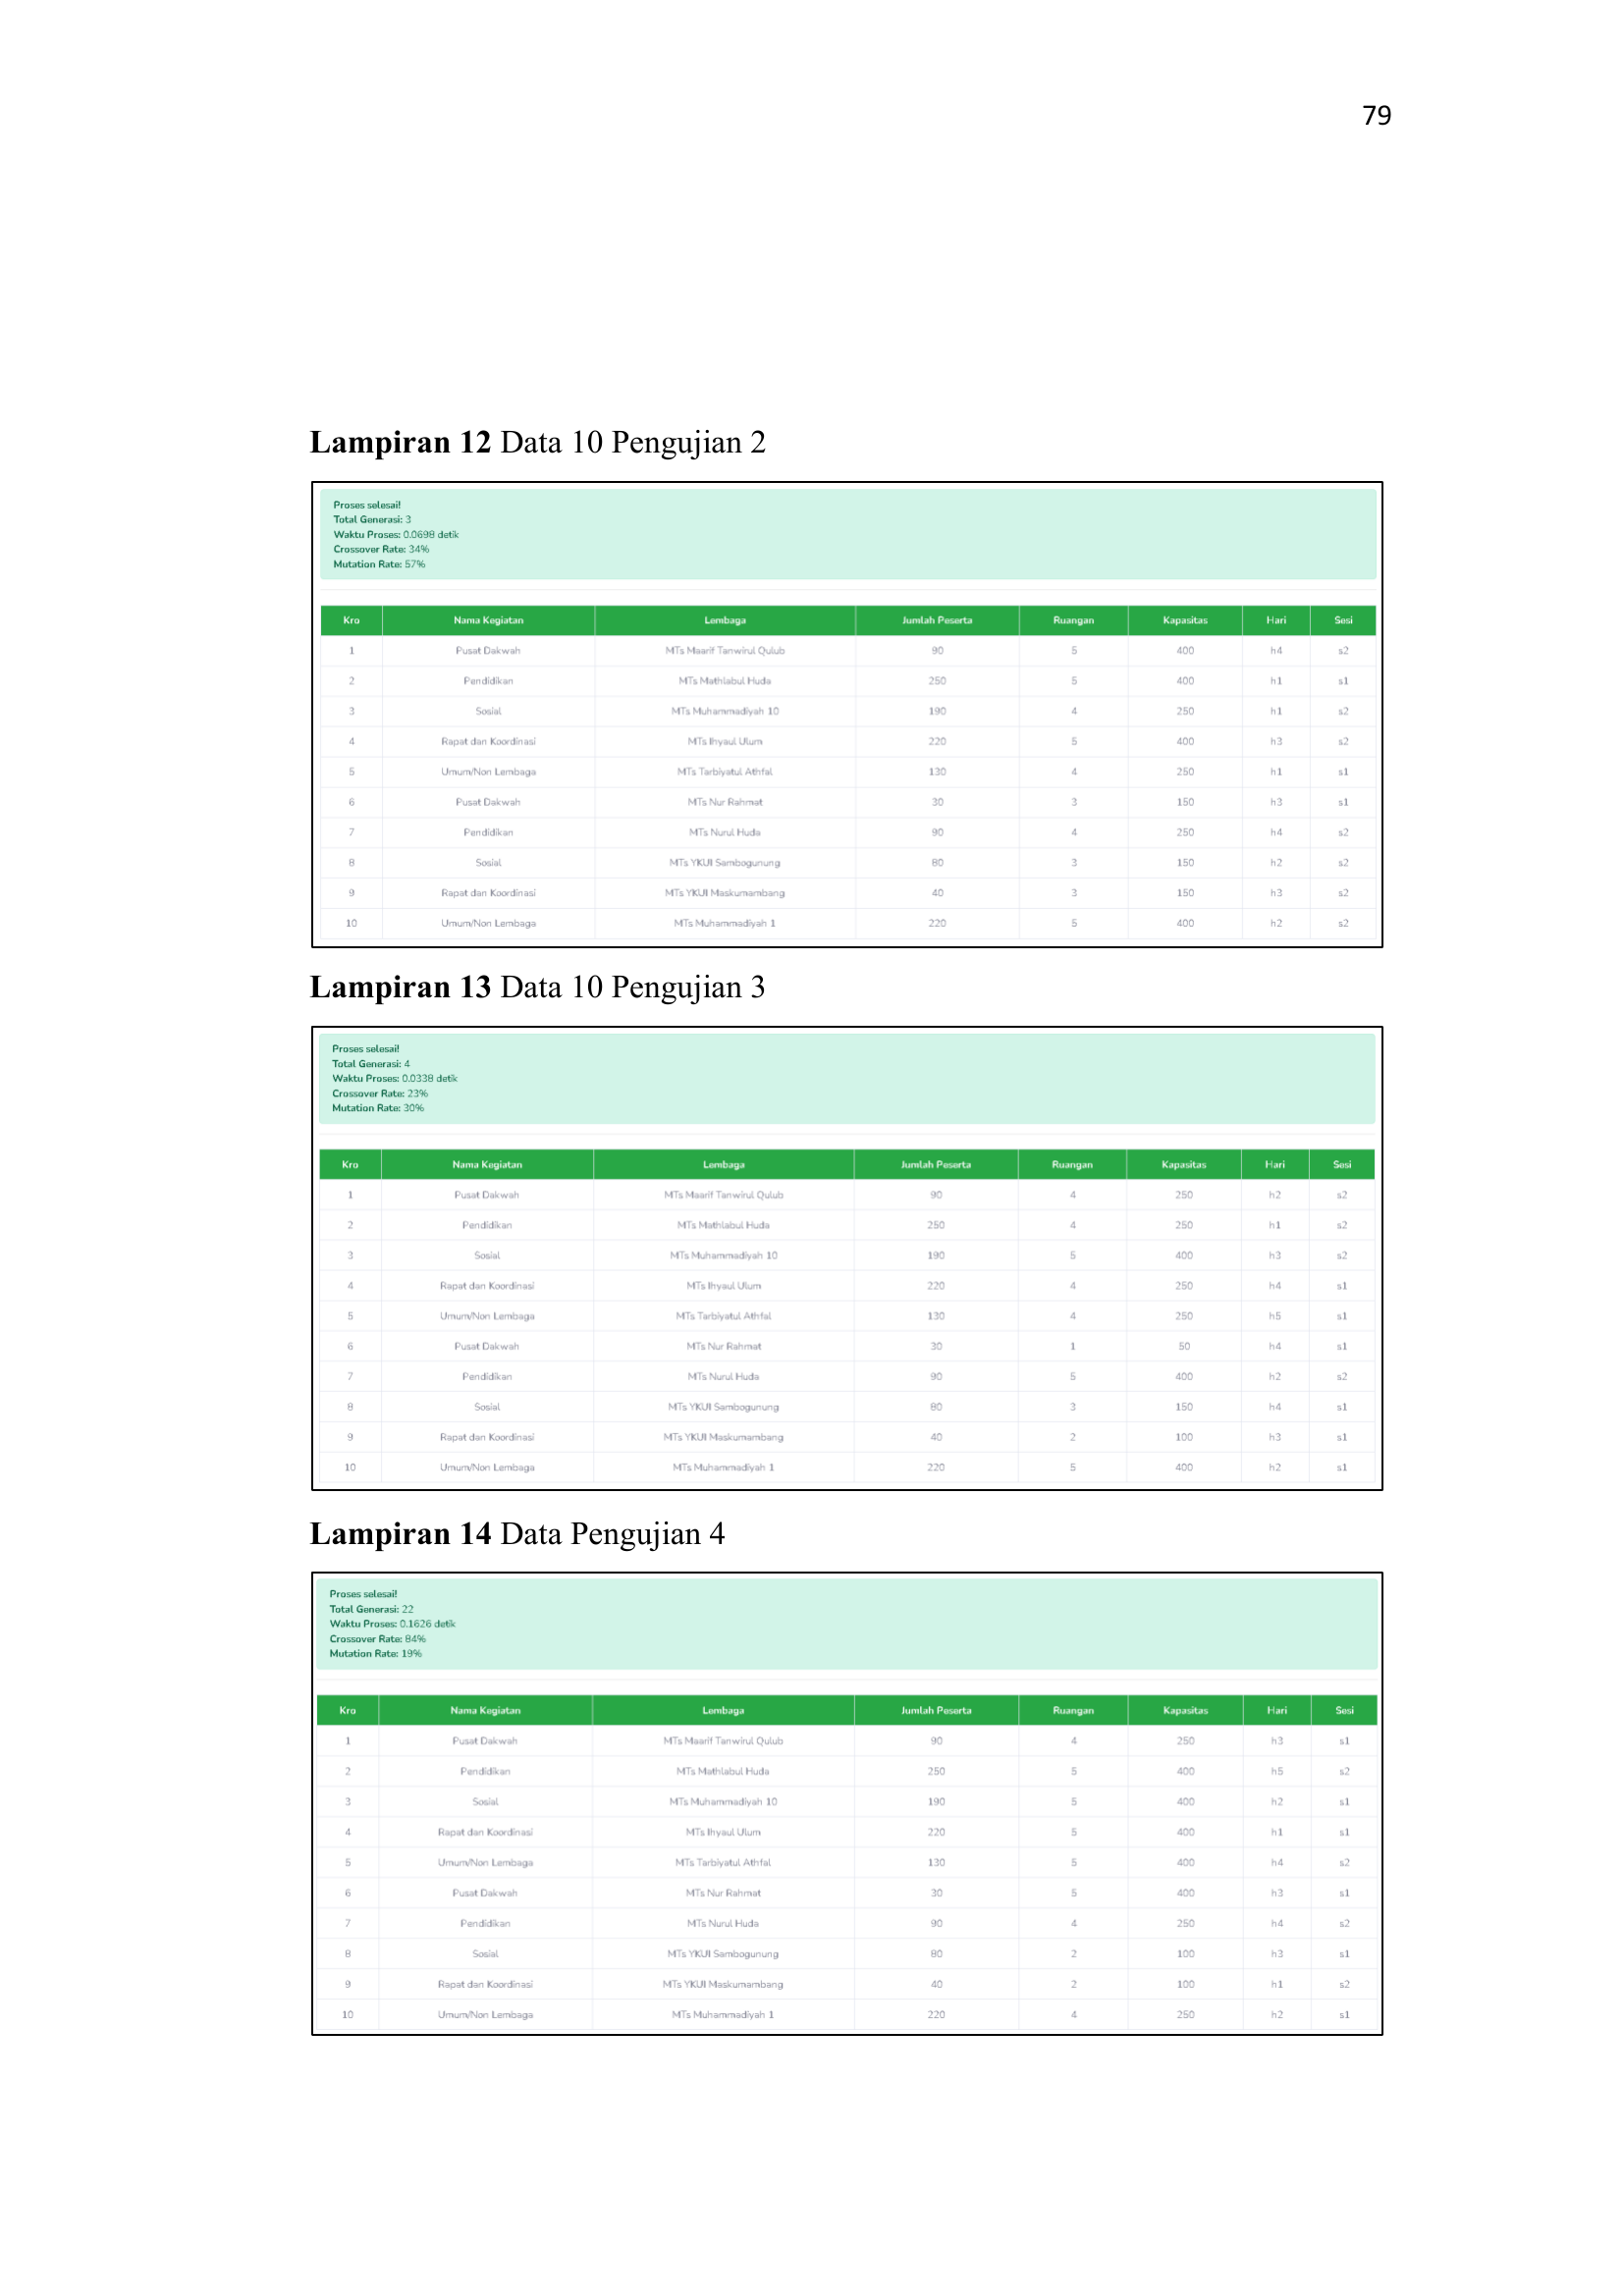 79
Lampiran 12 Data 10 Pengujian 2
Proses selesai!
Total Generasi: 3
Waktu Proses: 0.0698 detik
Crossover Rate: 34%
Mutation Rate: 57%
Kro Nama Kegiatan Lembaga Jumlah Peserta Ruangan Kapasitas Hari Sesi
1 Pusat Dakwah MTs Maarif Tanwirul Qulub 90 5 400 h4 s2
2 Pendidikan MTs Mathlabul Huda 250 5 400 h1 s1
3 Sosial MTs Muhammadiyah 10 190 4 250 h1 s2
4 Rapat dan Koordinasi MTs Ihyaul Ulum 220 5 400 h3 s2
5 Umum/Non Lembaga MTs Tarbiyatul Athfal 130 4 250 h1 s1
6 Pusat Dakwah MTs Nur Rahmat 30 3 150 h3 s1
7 Pendidikan MTs Nurul Huda 90 4 250 h4 s2
8 Sosial MTs YKUI Sambogunung 80 3 150 h2 s2
9 Rapat dan Koordinasi MTs YKUI Maskumambang 40 3 150 h3 s2
10 Umum/Non Lembaga MTs Muhammadiyah 1 220 5 400 h2 s2
Lampiran 13 Data 10 Pengujian 3
Proses selesai!
Total Generasi: 4
Waktu Proses: 0.0338 detik
Crossover Rate: 23%
Mutation Rate: 30%
Kro Nama Kegiatan Lembaga Jumlah Peserta Ruangan Kapasitas Hari Sesi
1 Pusat Dakwah MTs Maarif Tanwirul Qulub 90 4 250 h2 s2
2 Pendidikan MTs Mathlabul Huda 250 4 250 h1 s2
3 Sosial MTs Muhammadiyah 10 190 5 400 h3 s2
4 Rapat dan Koordinasi MTs Ihyaul Ulum 220 4 250 h4 s1
5 Umum/Non Lembaga MTs Tarbiyatul Athfal 130 4 250 h5 s1
6 Pusat Dakwah MTs Nur Rahmat 30 1 50 h4 s1
7 Pendidikan MTs Nurul Huda 90 5 400 h2 s2
8 Sosial MTs YKUI Sambogunung 80 3 150 h4 s1
9 Rapat dan Koordinasi MTs YKUI Maskumambang 40 2 100 h3 s1
10 Umum/Non Lembaga MTs Muhammadiyah 1 220 5 400 h2 s1
Lampiran 14 Data Pengujian 4
Proses selesai!
Total Generasi: 22
Waktu Proses: 0.1626 detik
Crossover Rate: 84%
Mutation Rate: 19%
Kro Nama Kegiatan Lembaga Jumlah Peserta Ruangan Kapasitas Hari Sesi
1 Pusat Dakwah MTs Maarif Tanwirul Qulub 90 4 250 h3 s1
2 Pendidikan MTs Mathlabul Huda 250 5 400 h5 s2
3 Sosial MTs Muhammadiyah 10 190 5 400 h2 s1
4 Rapat dan Koordinasi MTs Ihyaul Ulum 220 5 400 h1 s1
5 Umum/Non Lembaga MTs Tarbiyatul Athfal 130 5 400 h4 s2
6 Pusat Dakwah MTs Nur Rahmat 30 5 400 h3 s1
7 Pendidikan MTs Nurul Huda 90 4 250 h4 s2
8 Sosial MTs YKUI Sambogunung 80 2 100 h3 s1
9 Rapat dan Koordinasi MTs YKUI Maskumambang 40 2 100 h1 s2
10 Umum/Non Lembaga MTs Muhammadiyah 1 220 4 250 h2 s1